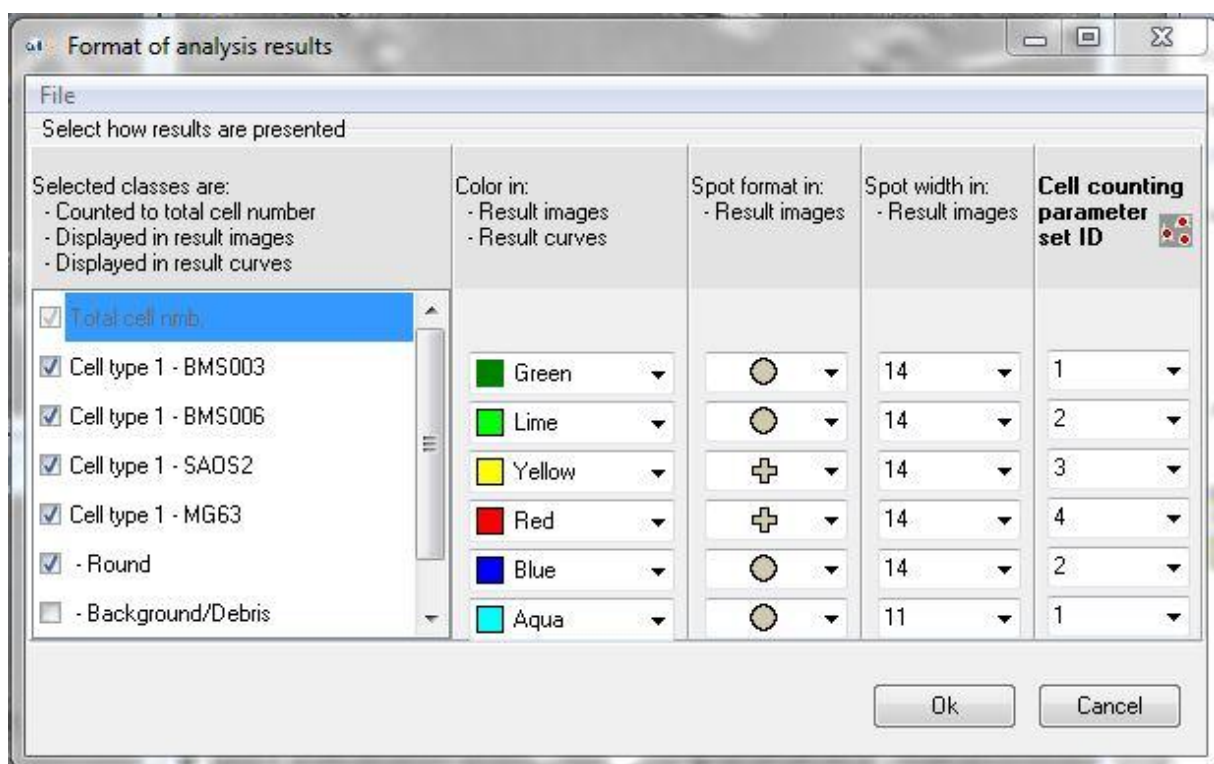 Format of analysis results
File
Select how results are presented
Selected classes are:
- Counted to total cell number
- Displayed in result images
- Displayed in result curves
Color in:
- Result images
- Result curves
Spot format in:
- Result images
Spot width in:
- Result images
Cell counting
parameter
set ID
Total cell nmb.
Cell type 1 - BMS003 Green 14 1
Cell type 1 - BMS006 Lime 14 2
Cell type 1 - SAOS2 Yellow 14 3
Cell type 1 - MG63 Red 14 4
- Round Blue 14 2
- Background/Debris Aqua 11 1
Ok Cancel